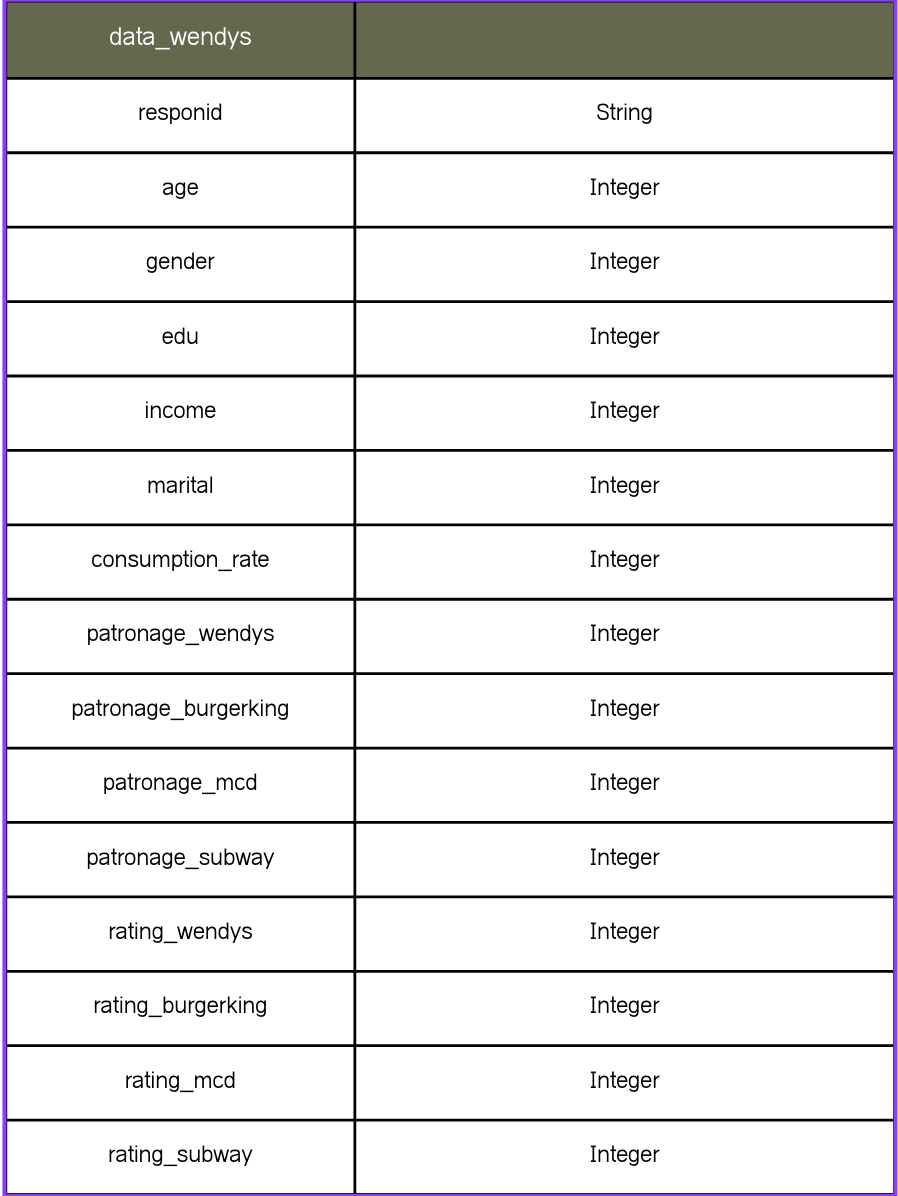 data_wendys
responid String
age Integer
gender Integer
edu Integer
income Integer
marital Integer
consumption_rate Integer
patronage_wendys Integer
patronage_burgerking Integer
patronage_mcd Integer
patronage_subway Integer
rating_wendys Integer
rating_burgerking Integer
rating_mcd Integer
rating_subway Integer